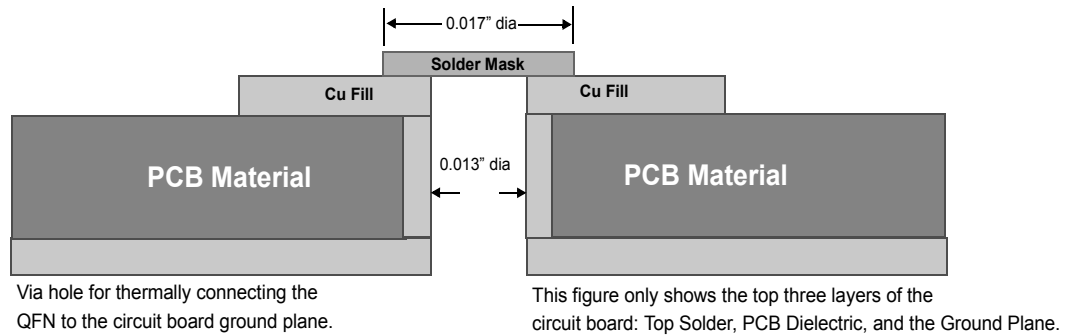 0.017” dia
Solder Mask
Cu Fill
Cu Fill
0.013” dia
PCB Material
PCB Material
Via hole for thermally connecting the
QFN to the circuit board ground plane.
This figure only shows the top three layers of the
circuit board: Top Solder, PCB Dielectric, and the Ground Plane.